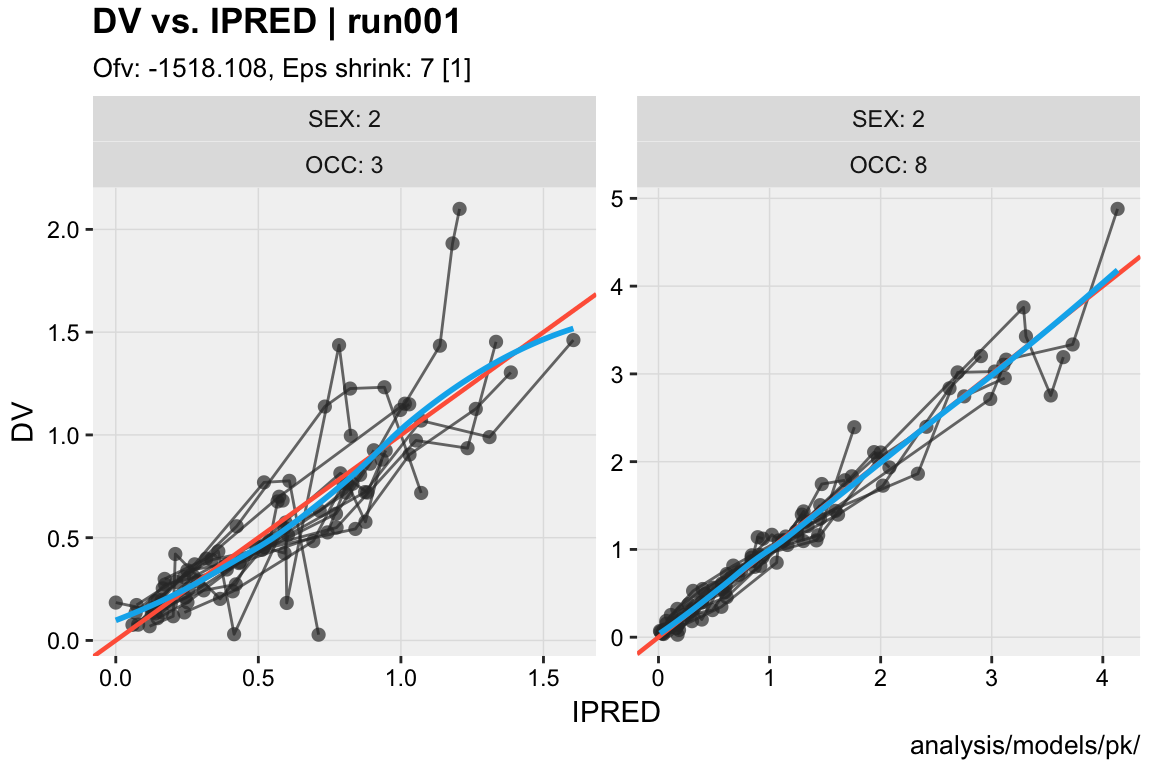 DV vs. IPRED | run001
Ofv: -1518.108, Eps shrink: 7 [1]
SEX: 2
OCC: 3
SEX: 2
OCC: 8
DV
2.0
1.5
1.0
0.5
0.0
0.0 0.5 1.0 1.5
5
4
3
2
1
0
0 1 2 3 4
IPRED
analysis/models/pk/